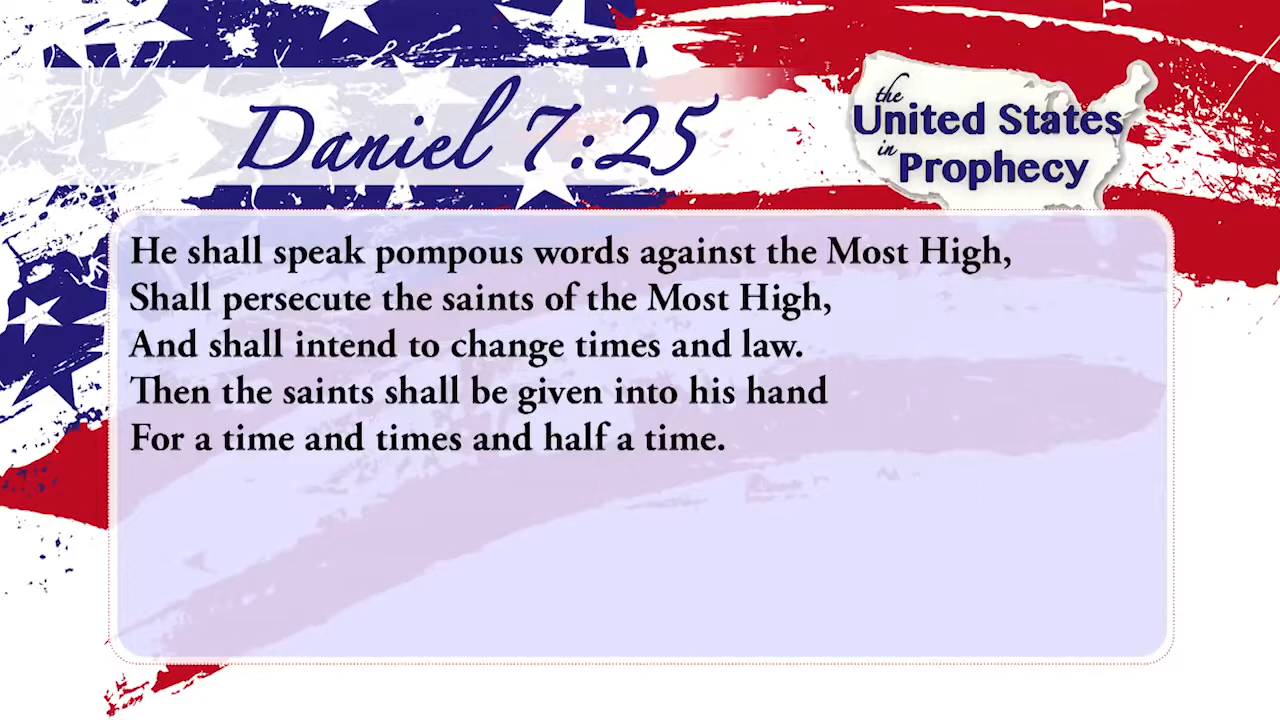 Daniel 7:25
the
United States
in
Prophecy
He shall speak pompous words against the Most High,
Shall persecute the saints of the Most High,
And shall intend to change times and law.
Then the saints shall be given into his hand
For a time and times and half a time.